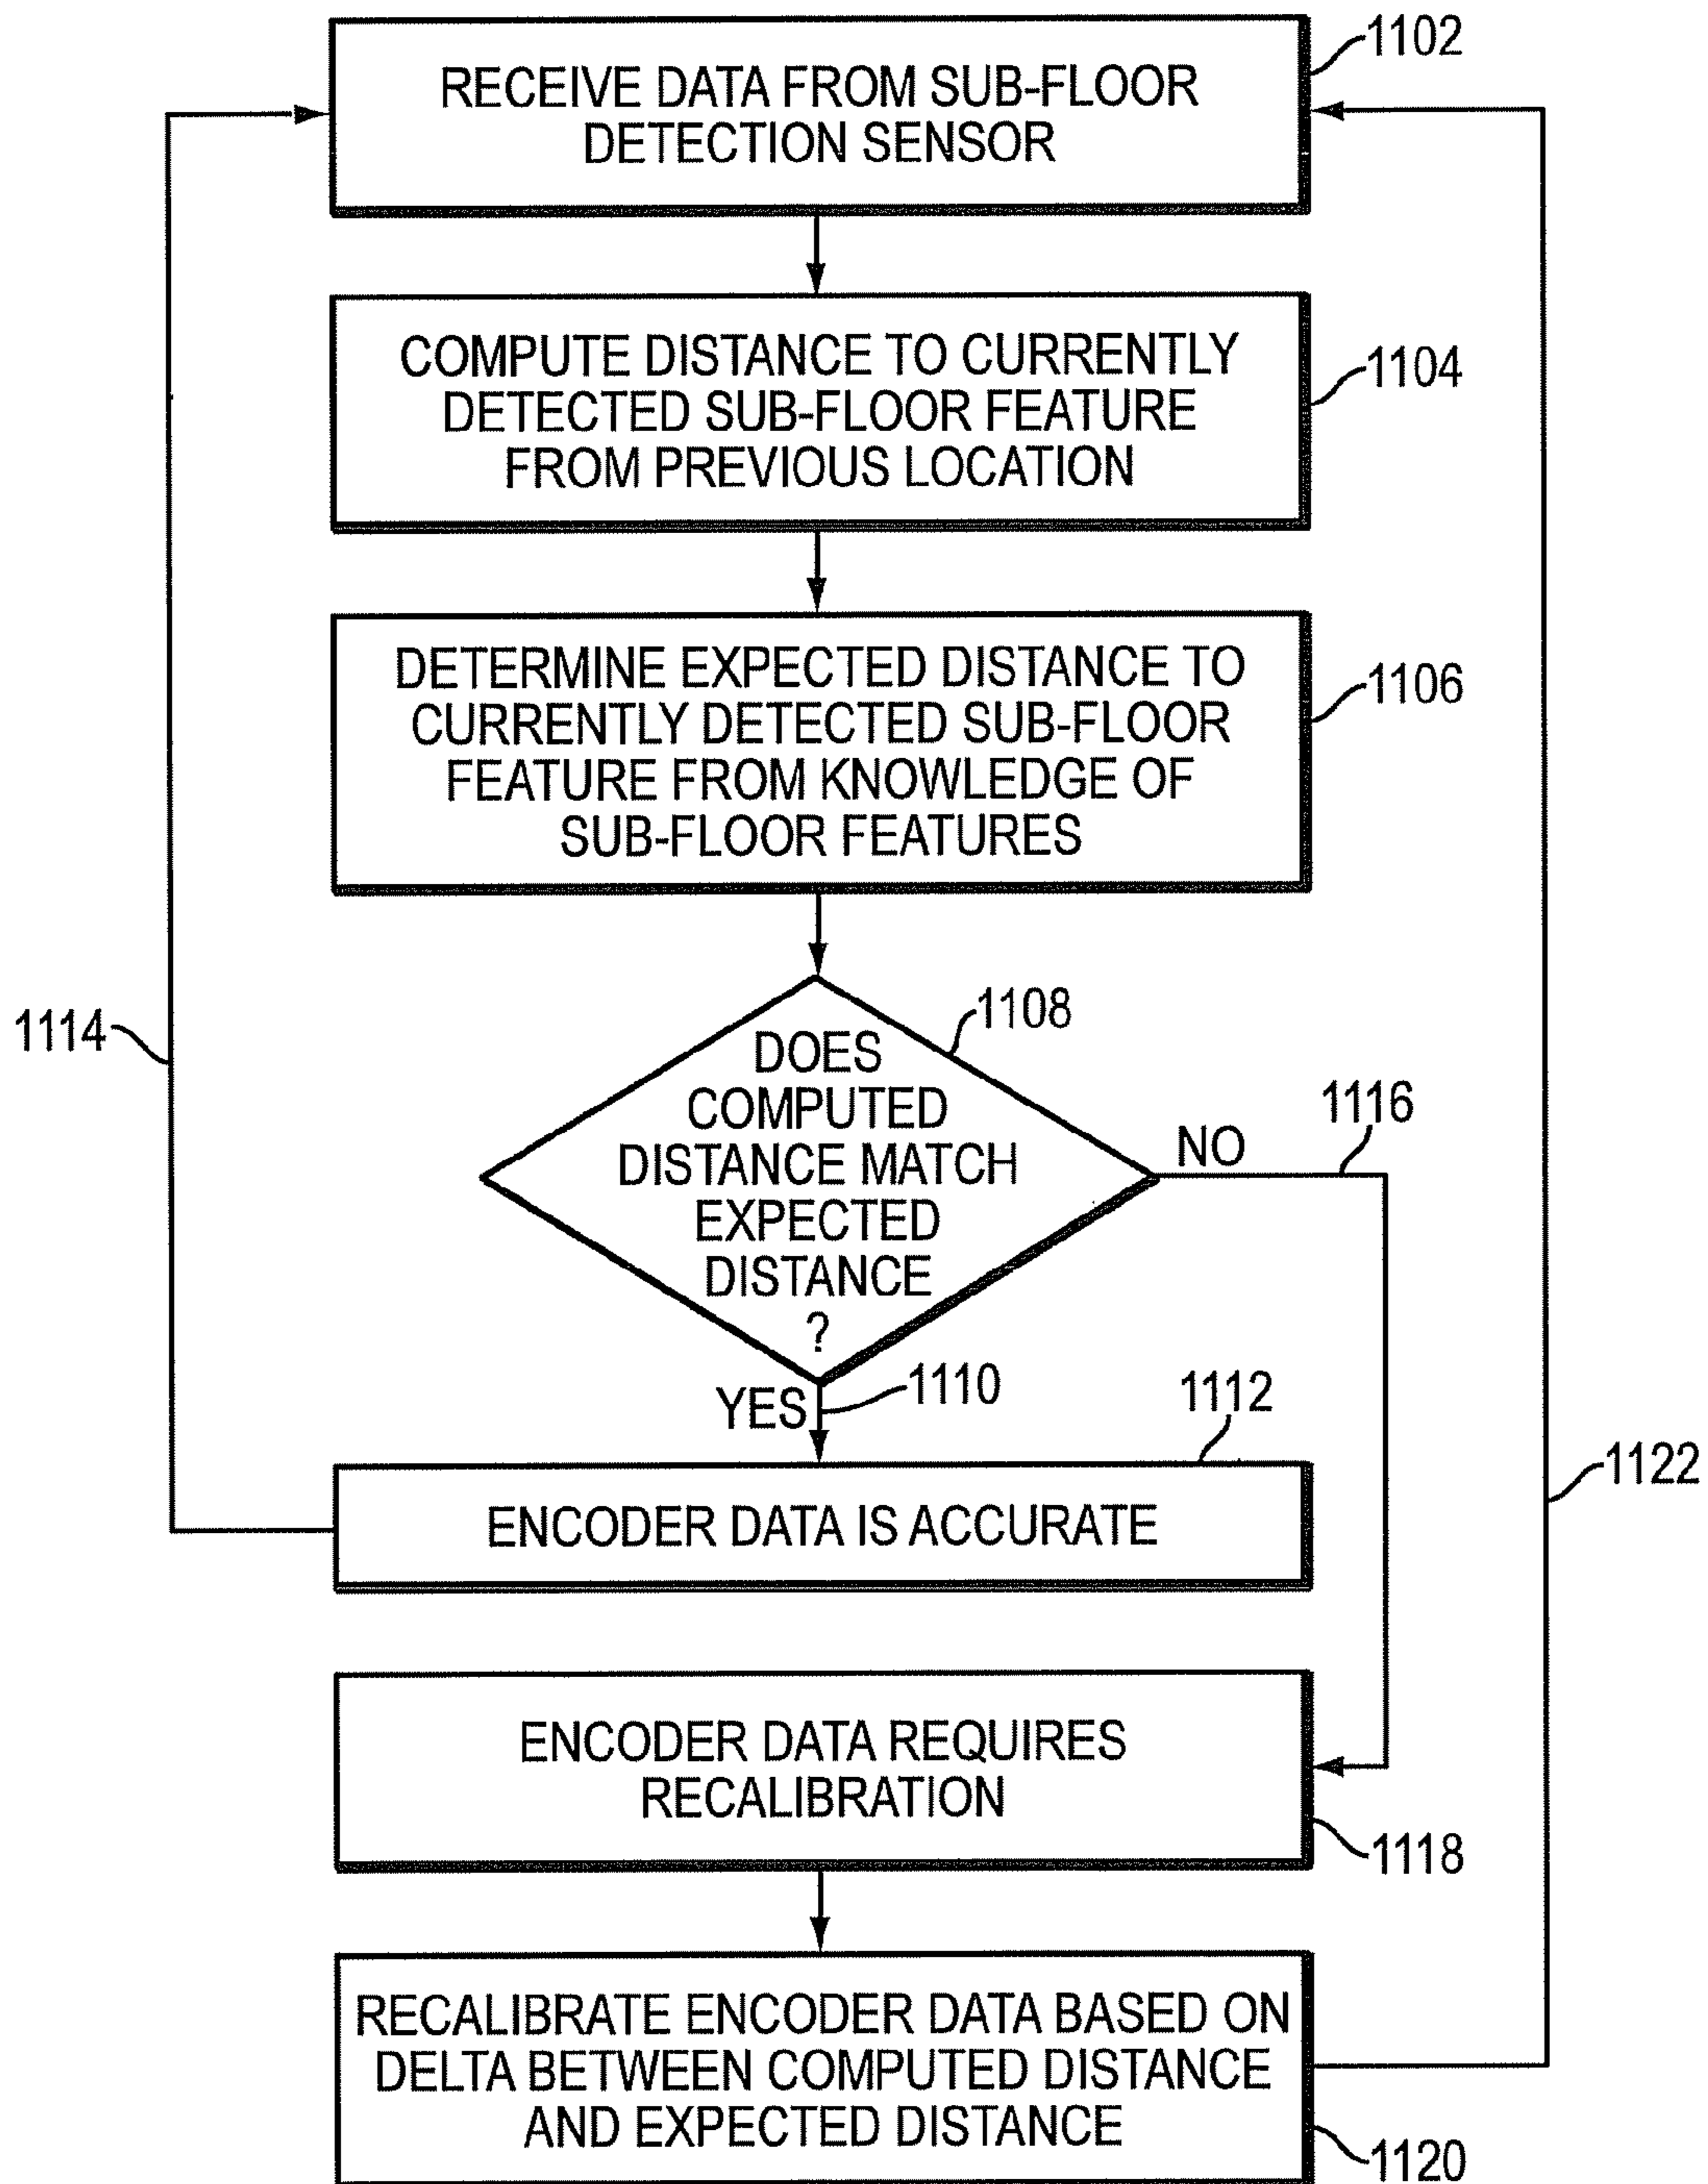 1102
RECEIVE DATA FROM SUB-FLOOR
DETECTION SENSOR
COMPUTE DISTANCE TO CURRENTLY
DETECTED SUB-FLOOR FEATURE
FROM PREVIOUS LOCATION
1104
DETERMINE EXPECTED DISTANCE TO
CURRENTLY DETECTED SUB-FLOOR
FEATURE FROM KNOWLEDGE OF
SUB-FLOOR FEATURES
1106
1108
DOES
COMPUTED
DISTANCE MATCH
EXPECTED
DISTANCE
?
1114
NO
1116
YES
1110
1112
ENCODER DATA IS ACCURATE
1122
ENCODER DATA REQUIRES
RECALIBRATION
1118
RECALIBRATE ENCODER DATA BASED ON
DELTA BETWEEN COMPUTED DISTANCE
AND EXPECTED DISTANCE
1120